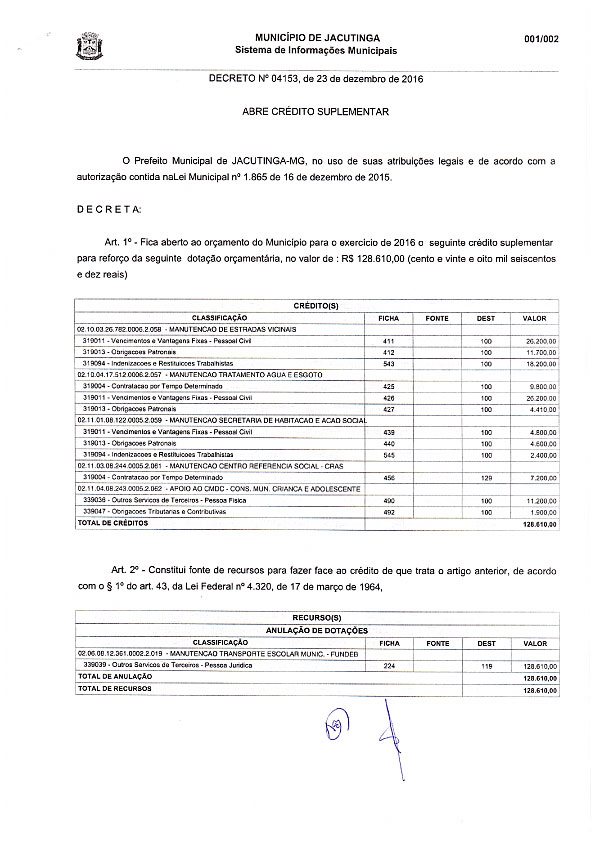 MUNICÍPIO DE JACUTINGA
001/002
Sistema de Informações Municipais
DECRETO Nº 04153, de 23 de dezembro de 2016
ABRE CRÉDITO SUPLEMENTAR
O Prefeito Municipal de JACUTINGA-MG, no uso de suas atribuições legais e de acordo com a
autorização contida naLei Municipal nº 1.865 de 16 de dezembro de 2015.
D E C R E T A:
Art. 1º - Fica aberto ao orçamento do Município para o exercício de 2016 o seguinte crédito suplementar
para reforço da seguinte dotação orçamentária, no valor de : R$ 128.610,00 (cento e vinte e oito mil seiscentos
e dez reais)
CRÉDITO(S)
CLASSIFICAÇÃO FICHA FONTE DEST VALOR
02.10.03.26.782.0006.2.058 - MANUTENCAO DE ESTRADAS VICINAIS
319011 - Vencimentos e Vantagens Fixas - Pessoal Civil 411 100 26.200,00
319013 - Obrigacoes Patronais 412 100 11.700,00
319094 - Indenizacoes e Restituicoes Trabalhistas 543 100 18.200,00
02.10.04.17.512.0006.2.057 - MANUTENCAO TRATAMENTO AGUA E ESGOTO
319004 - Contratacao por Tempo Determinado 425 100 9.800,00
319011 - Vencimentos e Vantagens Fixas - Pessoal Civil 426 100 26.200,00
319013 - Obrigacoes Patronais 427 100 4.410,00
02.11.01.08.122.0005.2.059 - MANUTENCAO SECRETARIA DE HABITACAO E ACAO SOCIAL
319011 - Vencimentos e Vantagens Fixas - Pessoal Civil 439 100 4.800,00
319013 - Obrigacoes Patronais 440 100 4.600,00
319094 - Indenizacoes e Restituicoes Trabalhistas 545 100 2.400,00
02.11.03.08.244.0005.2.061 - MANUTENCAO CENTRO REFERENCIA SOCIAL - CRAS
319004 - Contratacao por Tempo Determinado 456 129 7.200,00
02.11.04.08.243.0005.2.062 - APOIO AO CMDC - CONS. MUN. CRIANCA E ADOLESCENTE
339036 - Outros Servicos de Terceiros - Pessoa Fisica 490 100 11.200,00
339047 - Obrigacoes Tributarias e Contributivas 492 100 1.900,00
TOTAL DE CRÉDITOS 128.610,00
Art. 2º - Constitui fonte de recursos para fazer face ao crédito de que trata o artigo anterior, de acordo
com o § 1º do art. 43, da Lei Federal nº 4.320, de 17 de março de 1964,
RECURSO(S)
ANULAÇÃO DE DOTAÇÕES
CLASSIFICAÇÃO FICHA FONTE DEST VALOR
02.06.08.12.361.0002.2.019 - MANUTENCAO TRANSPORTE ESCOLAR MUNIC. - FUNDEB
339039 - Outros Servicos de Terceiros - Pessoa Juridica 224 119 128.610,00
TOTAL DE ANULAÇÃO 128.610,00
TOTAL DE RECURSOS 128.610,00